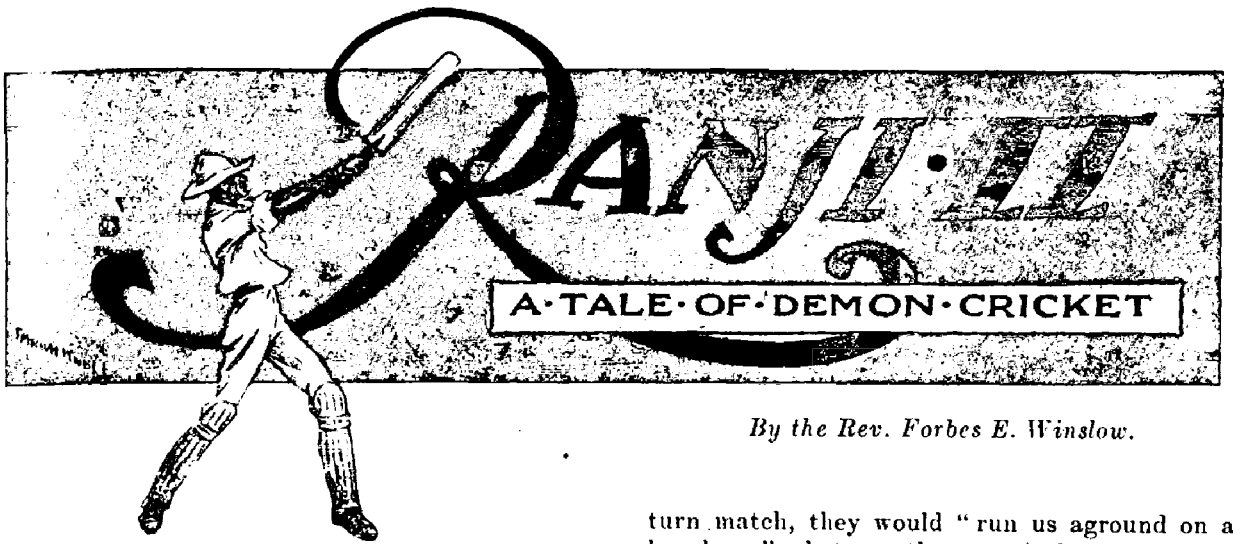 RANJI·III
A·TALE·OF·DEMON·CRICKET
By the Rev. Forbes E. Winslow.
turn match, they would “run us aground on a